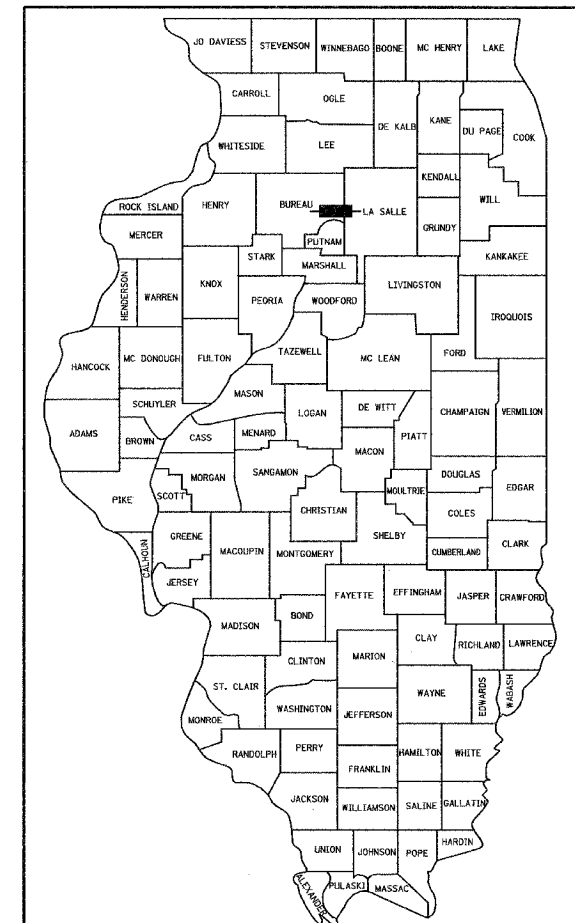 JO DAVIESS
STEVENSON
WINNEBAGO
BOONE
MC HENRY
LAKE
CARROLL
OGLE
DE KALB
KANE
DU PAGE
COOK
WHITESIDE
LEE
KENDALL
WILL
ROCK ISLAND
HENRY
BUREAU
LA SALLE
GRUNDY
MERCER
PUTNAM
KANKAKEE
STARK
MARSHALL
HENDERSON
WARREN
KNOX
PEORIA
WOODFORD
LIVINGSTON
IROQUOIS
HANCOCK
MC DONOUGH
FULTON
TAZEWELL
MC LEAN
FORD
SCHUYLER
MASON
LOGAN
DE WITT
CHAMPAIGN
VERMILION
ADAMS
BROWN
CASS
MENARD
MACON
PIATT
PIKE
SCOTT
MORGAN
SANGAMON
CHRISTIAN
MOULTRIE
DOUGLAS
EDGAR
COLES
CALHOUN
GREENE
MACOUPIN
MONTGOMERY
SHELBY
CUMBERLAND
CLARK
JERSEY
FAYETTE
EFFINGHAM
JASPER
CRAWFORD
MADISON
BOND
CLAY
RICHLAND
LAWRENCE
CLINTON
MARION
ST. CLAIR
WASHINGTON
WAYNE
EDWARDS
WABASH
MONROE
JEFFERSON
RANDOLPH
PERRY
HAMILTON
WHITE
FRANKLIN
JACKSON
WILLIAMSON
SALINE
GALLATIN
UNION
JOHNSON
POPE
HARDIN
ALEXANDER
PULASKI
MASSAC